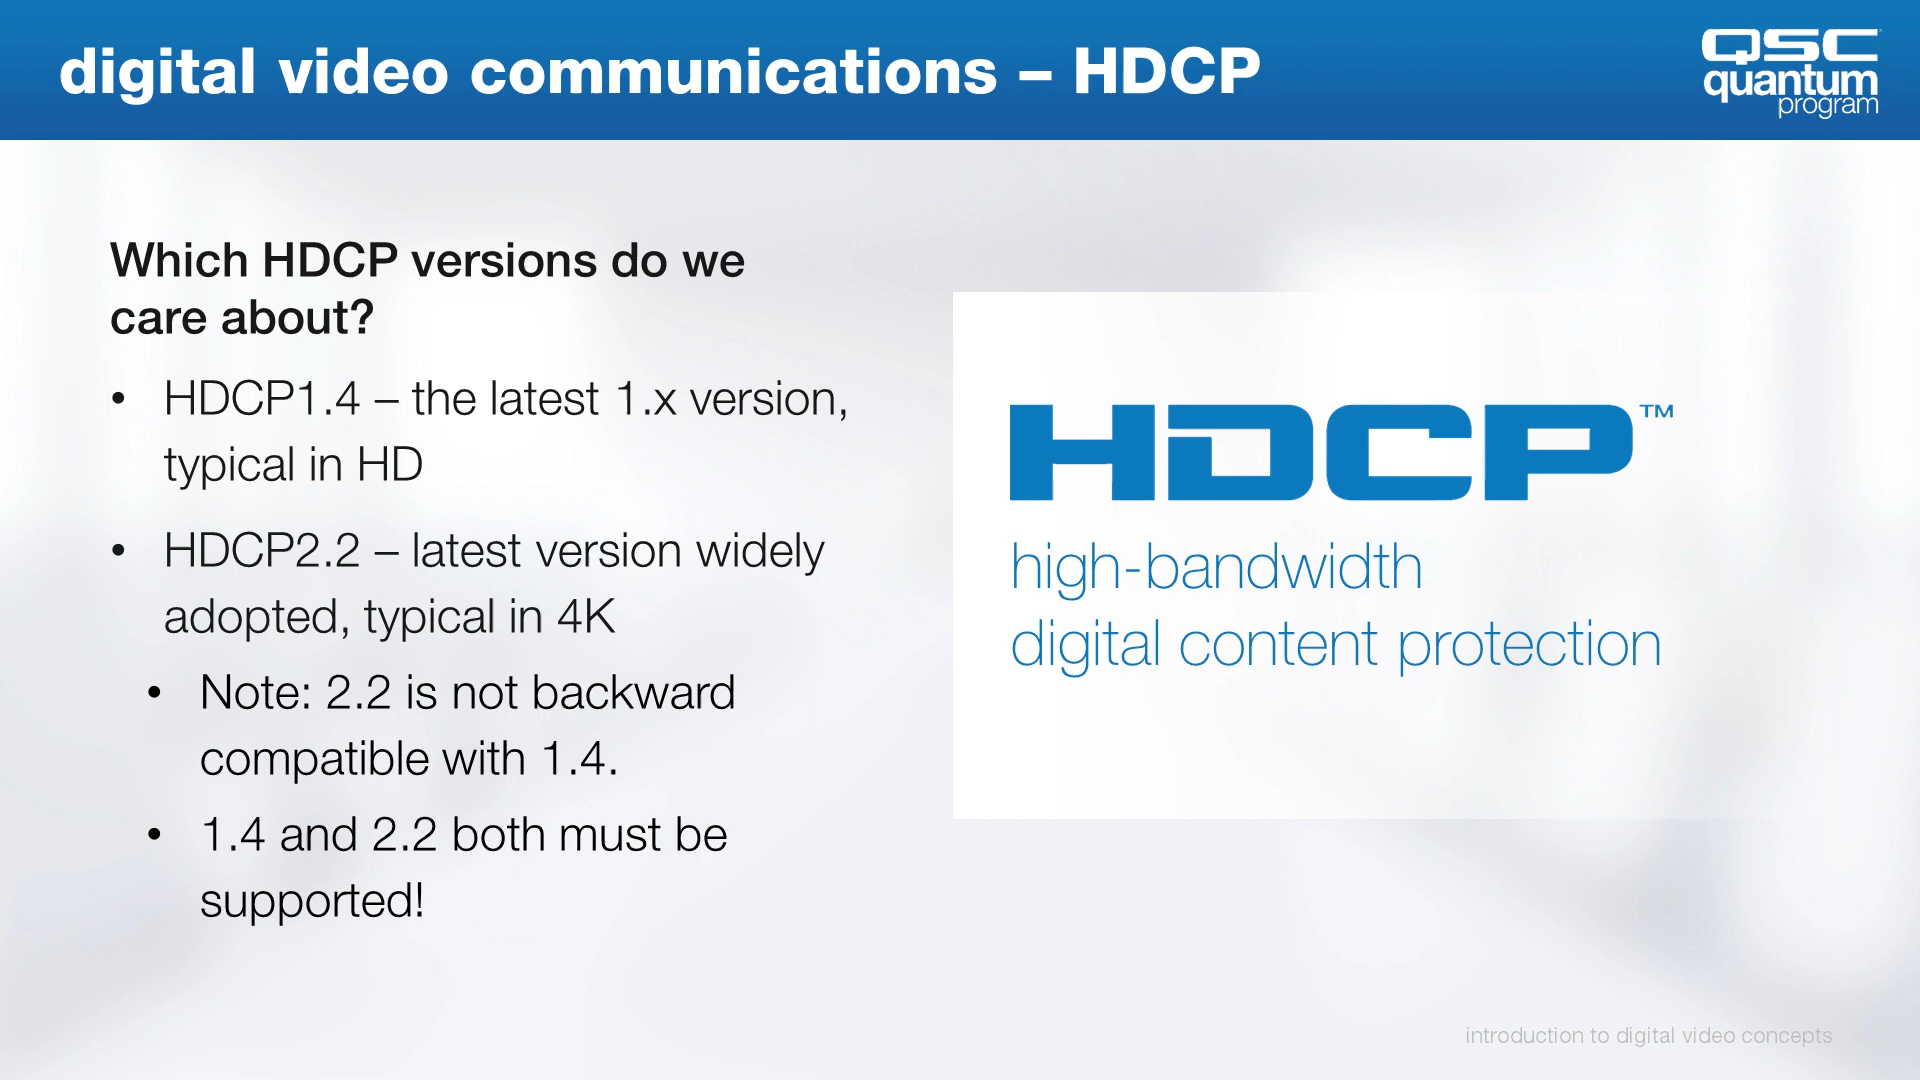 digital video communications – HDCP
QSC
quantum
program
Which HDCP versions do we
care about?
• HDCP1.4 – the latest 1.x version,
typical in HD
• HDCP2.2 – latest version widely
adopted, typical in 4K
• Note: 2.2 is not backward
compatible with 1.4.
• 1.4 and 2.2 both must be
supported!
HDCP™
high-bandwidth
digital content protection
introduction to digital video concepts